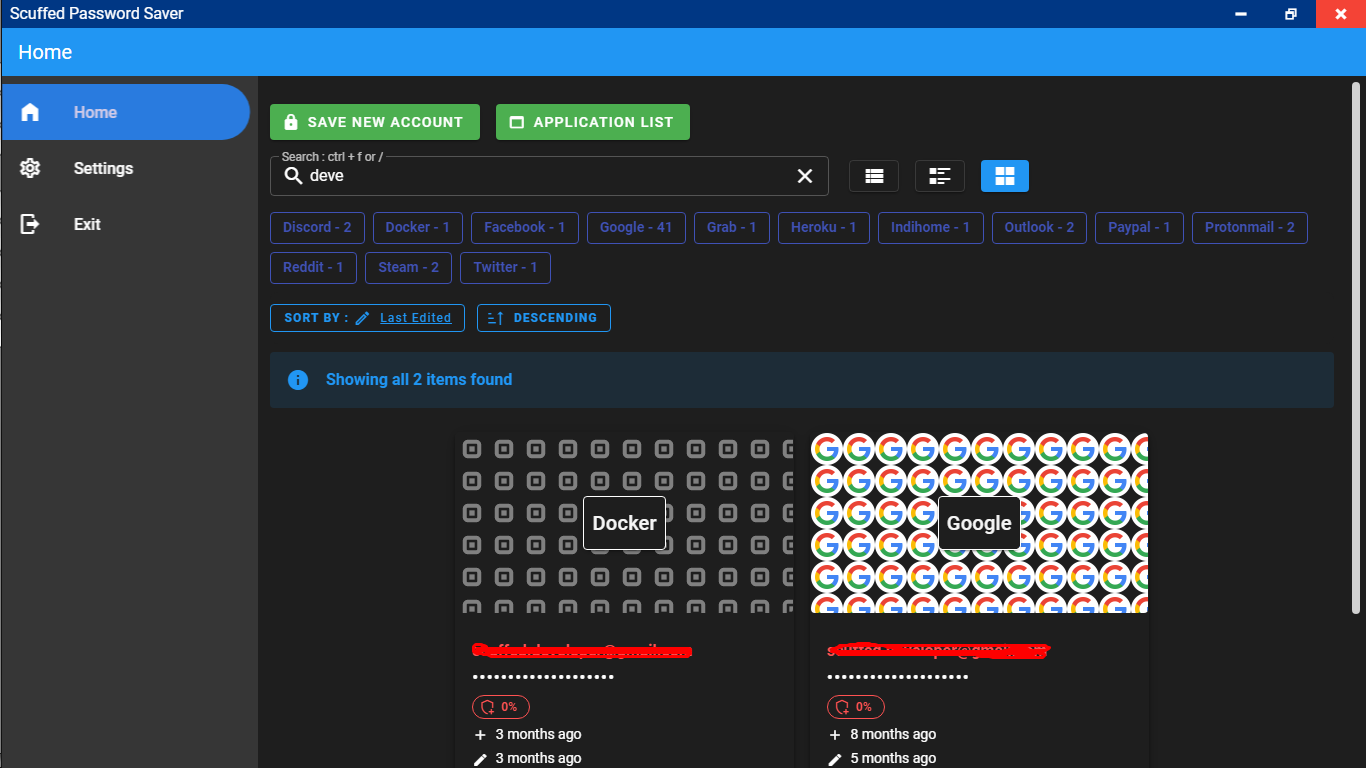 Scuffed Password Saver
Home
Home
Settings
Exit
SAVE NEW ACCOUNT
APPLICATION LIST
Search : ctrl + f or /
deve
Discord - 2
Docker - 1
Facebook - 1
Google - 41
Grab - 1
Heroku - 1
Indihome - 1
Outlook - 2
Paypal - 1
Protonmail - 2
Reddit - 1
Steam - 2
Twitter - 1
SORT BY : Last Edited
DESCENDING
Showing all 2 items found
Docker
Google
••••••••••••••••••••
0%
3 months ago
3 months ago
••••••••••••••••••••
0%
8 months ago
5 months ago